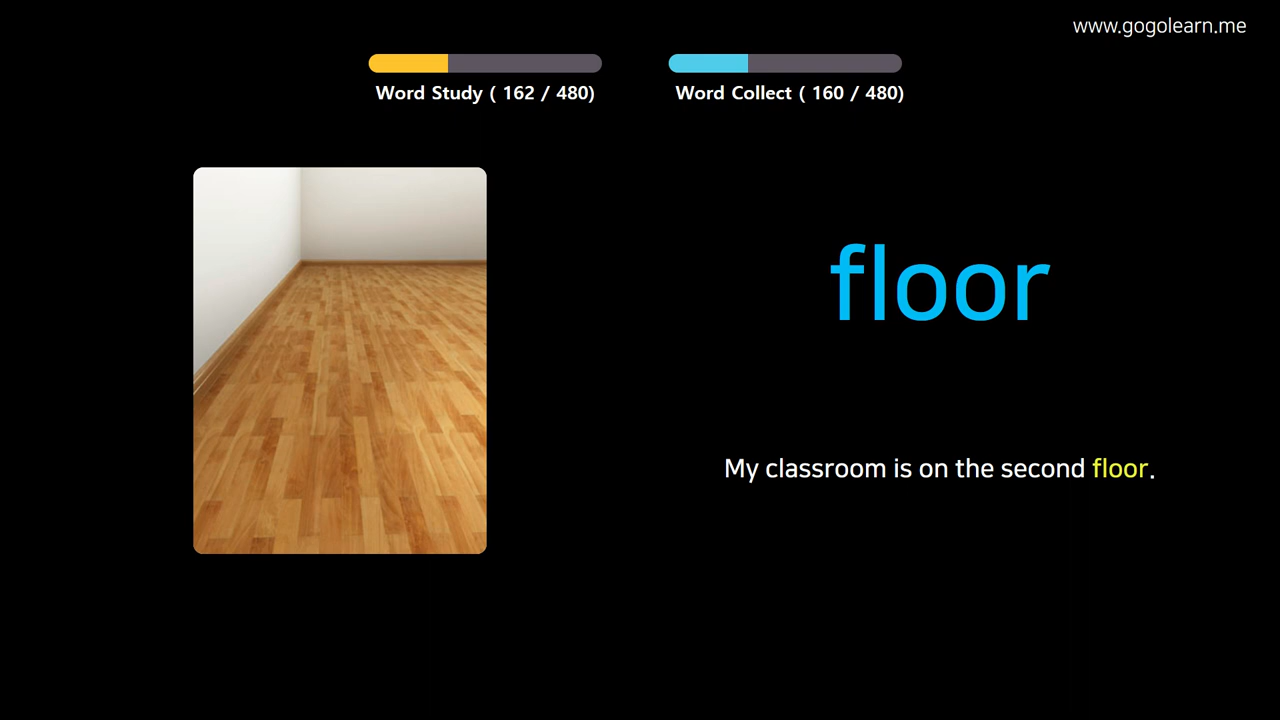 www.gogolearn.me
Word Study ( 162 / 480)
Word Collect ( 160 / 480)
floor
My classroom is on the second floor.